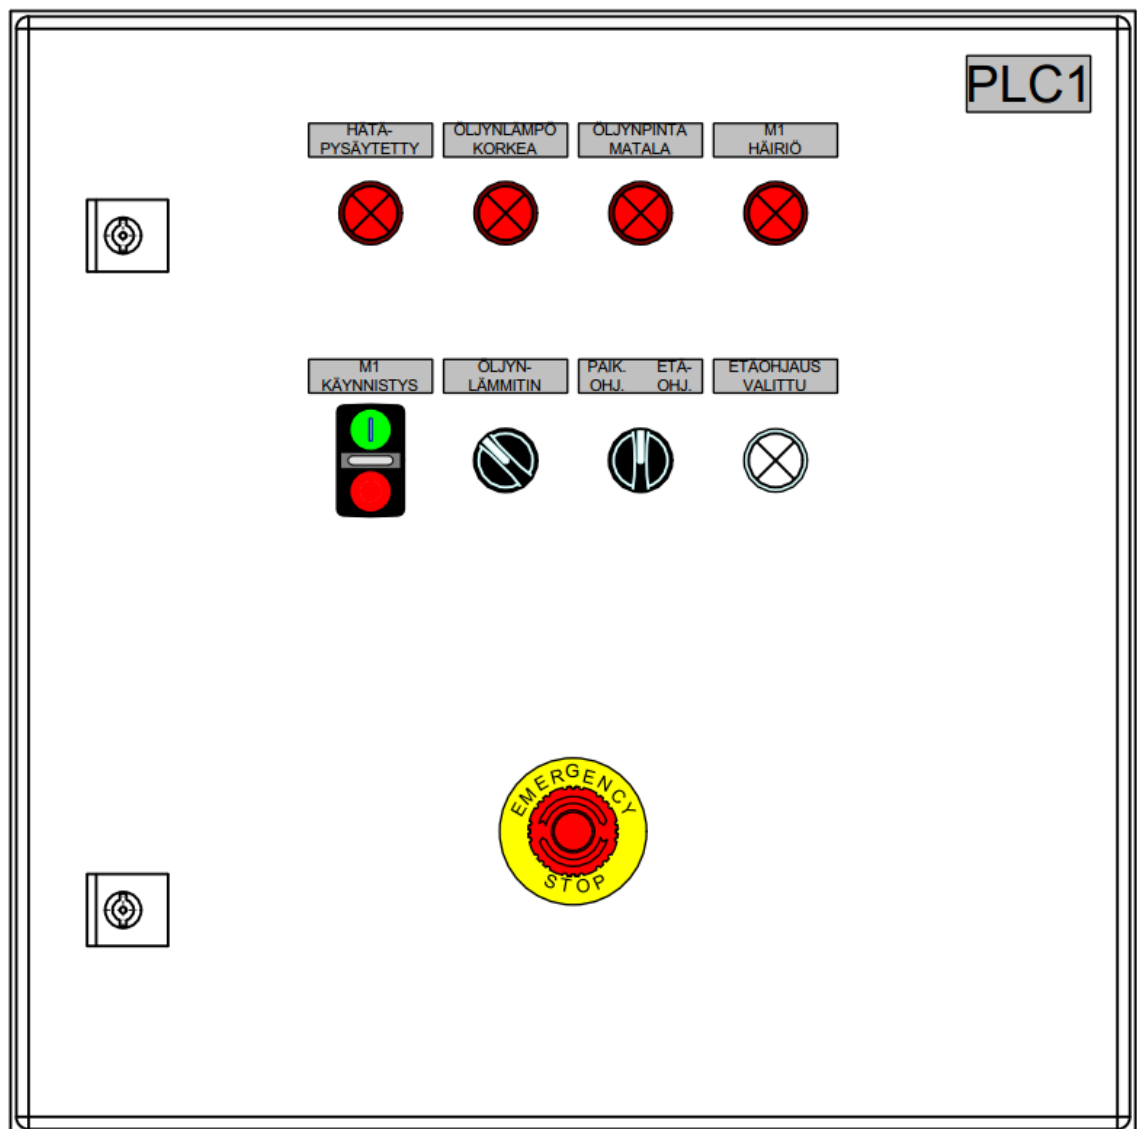 PLC1
HÄTÄ-
PYSÄYTETTY
ÖLJYNLÄMPÖ
KORKEA
ÖLJYNPINTA
MATALA
M1
HÄIRIÖ
M1
KÄYNNISTYS
ÖLJYN-
LÄMMITIN
PAIK. ETÄ-
OHJ. OHJ.
ETÄOHJAUS
VALITTU
EMERGENCY
STOP